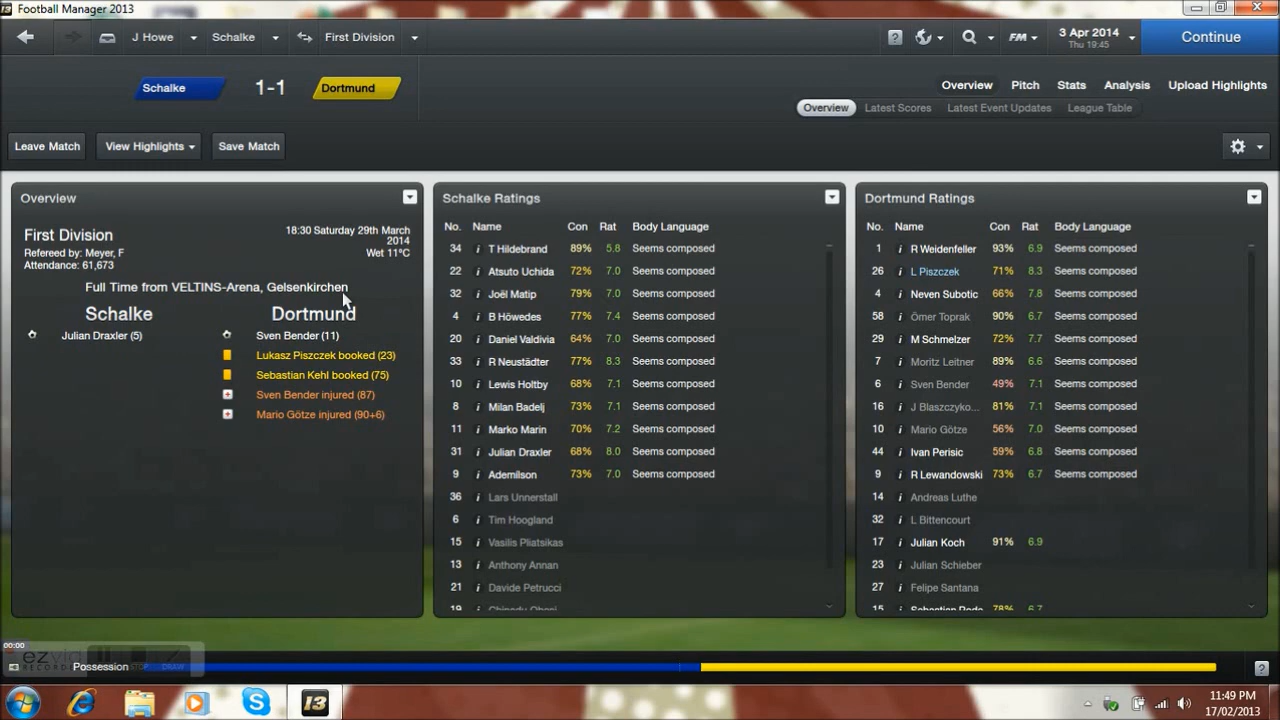 Football Manager 2013
J Howe
Schalke
First Division
FM
3 Apr 2014
Thu 19:45
Continue
Schalke
1-1
Dortmund
Overview
Pitch
Stats
Analysis
Upload Highlights
Overview
Latest Scores
Latest Event Updates
League Table
Leave Match
View Highlights
Save Match
Overview
First Division
Refereed by: Meyer, F
Attendance: 61,673
18:30 Saturday 29th March
2014
Wet 11°C
Full Time from VELTINS-Arena, Gelsenkirchen
Schalke
Dortmund
Julian Draxler (5)
Sven Bender (11)
Lukasz Piszczek booked (23)
Sebastian Kehl booked (75)
Sven Bender injured (87)
Mario Götze injured (90+6)
Schalke Ratings
No. Name Con Rat Body Language
34 i T Hildebrand 89% 5.8 Seems composed
22 i Atsuto Uchida 72% 7.0 Seems composed
32 i Joël Matip 79% 7.0 Seems composed
4 i B Höwedes 77% 7.4 Seems composed
20 i Daniel Valdivia 64% 7.0 Seems composed
33 i R Neustädter 77% 8.3 Seems composed
10 i Lewis Holtby 68% 7.1 Seems composed
8 i Milan Badelj 73% 7.1 Seems composed
11 i Marko Marin 70% 7.2 Seems composed
31 i Julian Draxler 68% 8.0 Seems composed
9 i Ademilson 73% 7.0 Seems composed
36 i Lars Unnerstall
6 i Tim Hoogland
15 i Vasilis Pliatsikas
13 i Anthony Annan
21 i Davide Petrucci
19 i Chinedu Obasi
Dortmund Ratings
No. Name Con Rat Body Language
1 i R Weidenfeller 93% 6.9 Seems composed
26 i L Piszczek 71% 8.3 Seems composed
4 i Neven Subotic 66% 7.8 Seems composed
58 i Ömer Toprak 90% 6.7 Seems composed
29 i M Schmelzer 72% 7.7 Seems composed
7 i Moritz Leitner 89% 6.6 Seems composed
6 i Sven Bender 49% 7.1 Seems composed
16 i J Blaszczyko... 81% 7.1 Seems composed
10 i Mario Götze 56% 7.0 Seems composed
44 i Ivan Perisic 59% 6.8 Seems composed
9 i R Lewandowski 73% 6.7 Seems composed
14 i Andreas Luthe
32 i L Bittencourt
17 i Julian Koch 91% 6.9
23 i Julian Schieber
27 i Felipe Santana
15 i 78% 6.7
00:00
ezvid
RECORDER
Possession
STOP
DRAW
13
11:49 PM
17/02/2013